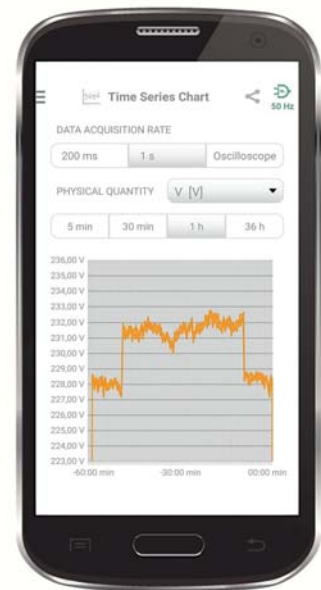 Time Series Chart
50 Hz
DATA ACQUISITION RATE
200 ms 1 s Oscilloscope
PHYSICAL QUANTITY V [V]
5 min 30 min 1 h 36 h
236,00 V
235,00 V
234,00 V
233,00 V
232,00 V
231,00 V
230,00 V
229,00 V
228,00 V
227,00 V
226,00 V
225,00 V
224,00 V
223,00 V
-60:00 min -30:00 min 00:00 min